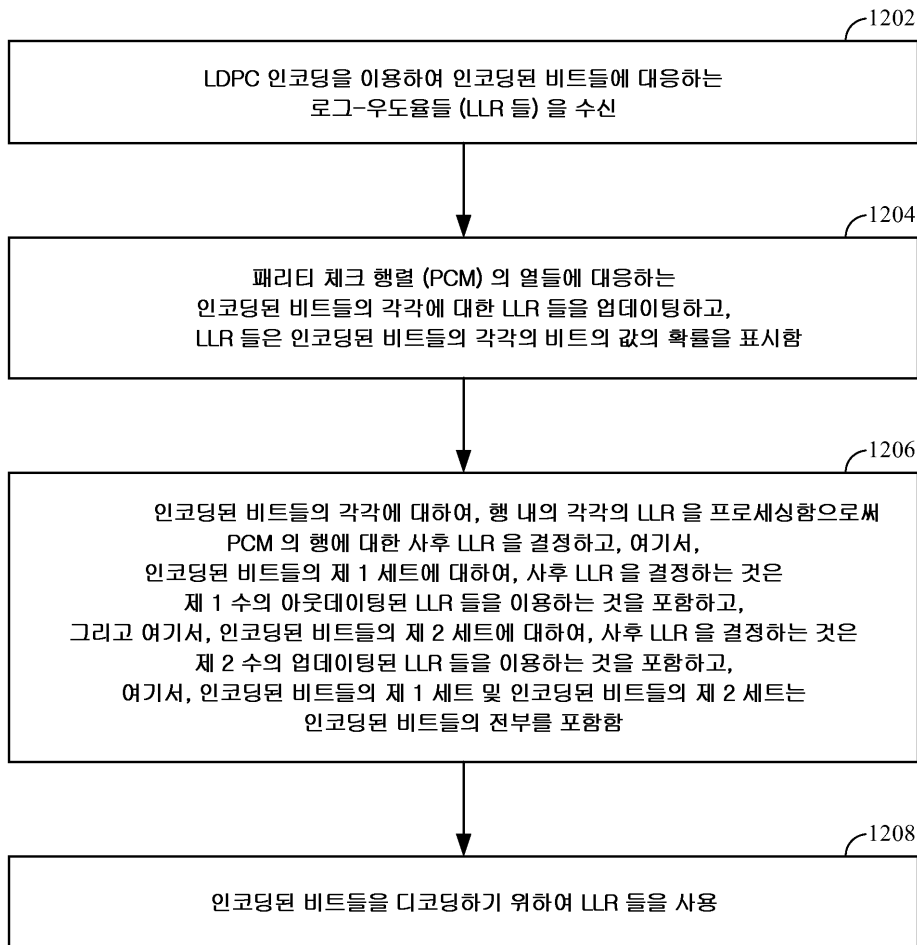 1202
LDPC 인코딩을 이용하여 인코딩된 비트들에 대응하는
로그-우도율들 (LLR 들) 을 수신
1204
패리티 체크 행렬 (PCM) 의 열들에 대응하는
인코딩된 비트들의 각각에 대한 LLR 들을 업데이팅하고,
LLR 들은 인코딩된 비트들의 각각의 비트의 값의 확률을 표시함
1206
인코딩된 비트들의 각각에 대하여, 행 내의 각각의 LLR 을 프로세싱함으로써
PCM 의 행에 대한 사후 LLR 을 결정하고, 여기서,
인코딩된 비트들의 제 1 세트에 대하여, 사후 LLR 을 결정하는 것은
제 1 수의 아웃데이팅된 LLR 들을 이용하는 것을 포함하고,
그리고 여기서, 인코딩된 비트들의 제 2 세트에 대하여, 사후 LLR 을 결정하는 것은
제 2 수의 업데이팅된 LLR 들을 이용하는 것을 포함하고,
여기서, 인코딩된 비트들의 제 1 세트 및 인코딩된 비트들의 제 2 세트는
인코딩된 비트들의 전부를 포함함
1208
인코딩된 비트들을 디코딩하기 위하여 LLR 들을 사용